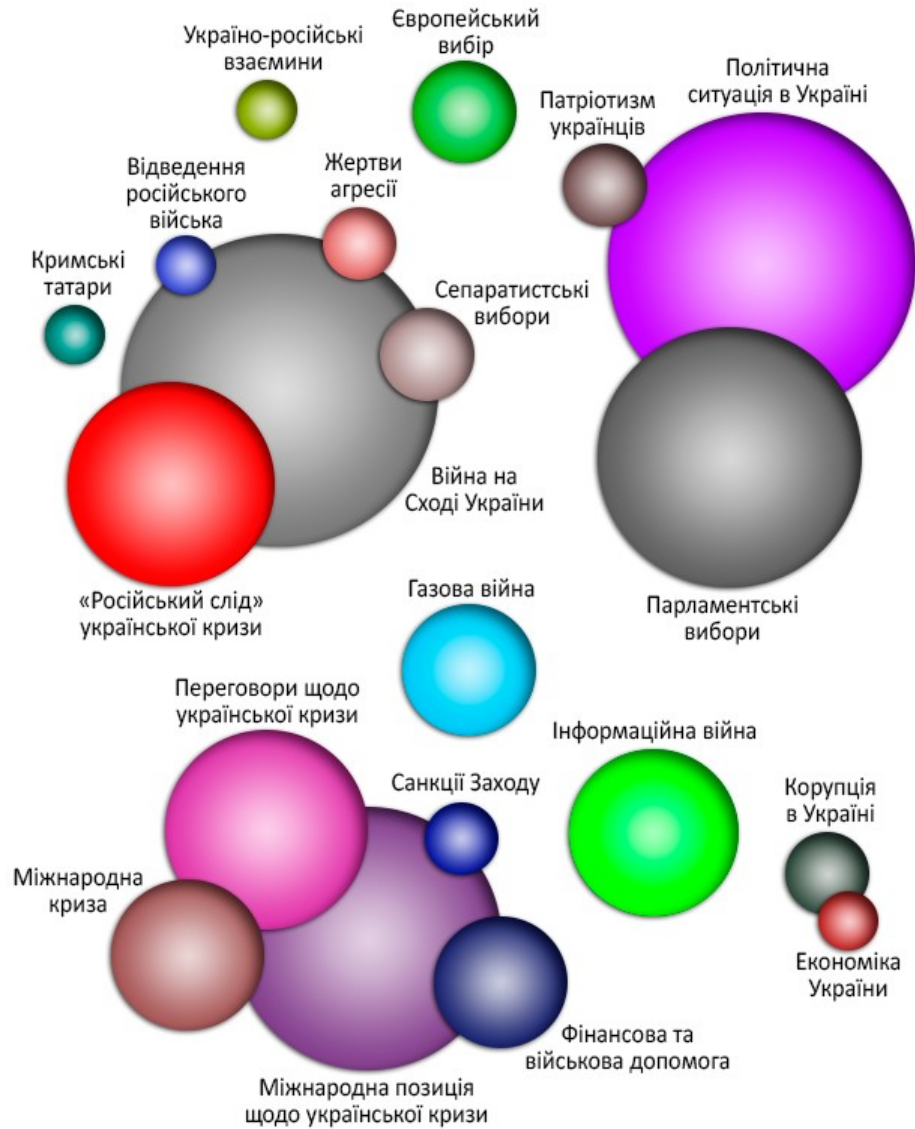 Україно-російські
взаємини
Європейський
вибір
Політична
ситуація в Україні
Патріотизм
українців
Відведення
російського
війська
Жертви
агресії
Кримські
татари
Сепаратистські
вибори
Війна на
Сході України
«Російський слід»
української кризи
Парламентські
вибори
Газова війна
Переговори щодо
української кризи
Інформаційна війна
Санкції Заходу
Корупція
в Україні
Міжнародна
криза
Економіка
України
Фінансова та
військова допомога
Міжнародна позиція
щодо української кризи